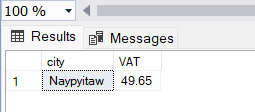 100 %
Results Messages
city VAT
1 Naypyitaw 49.65